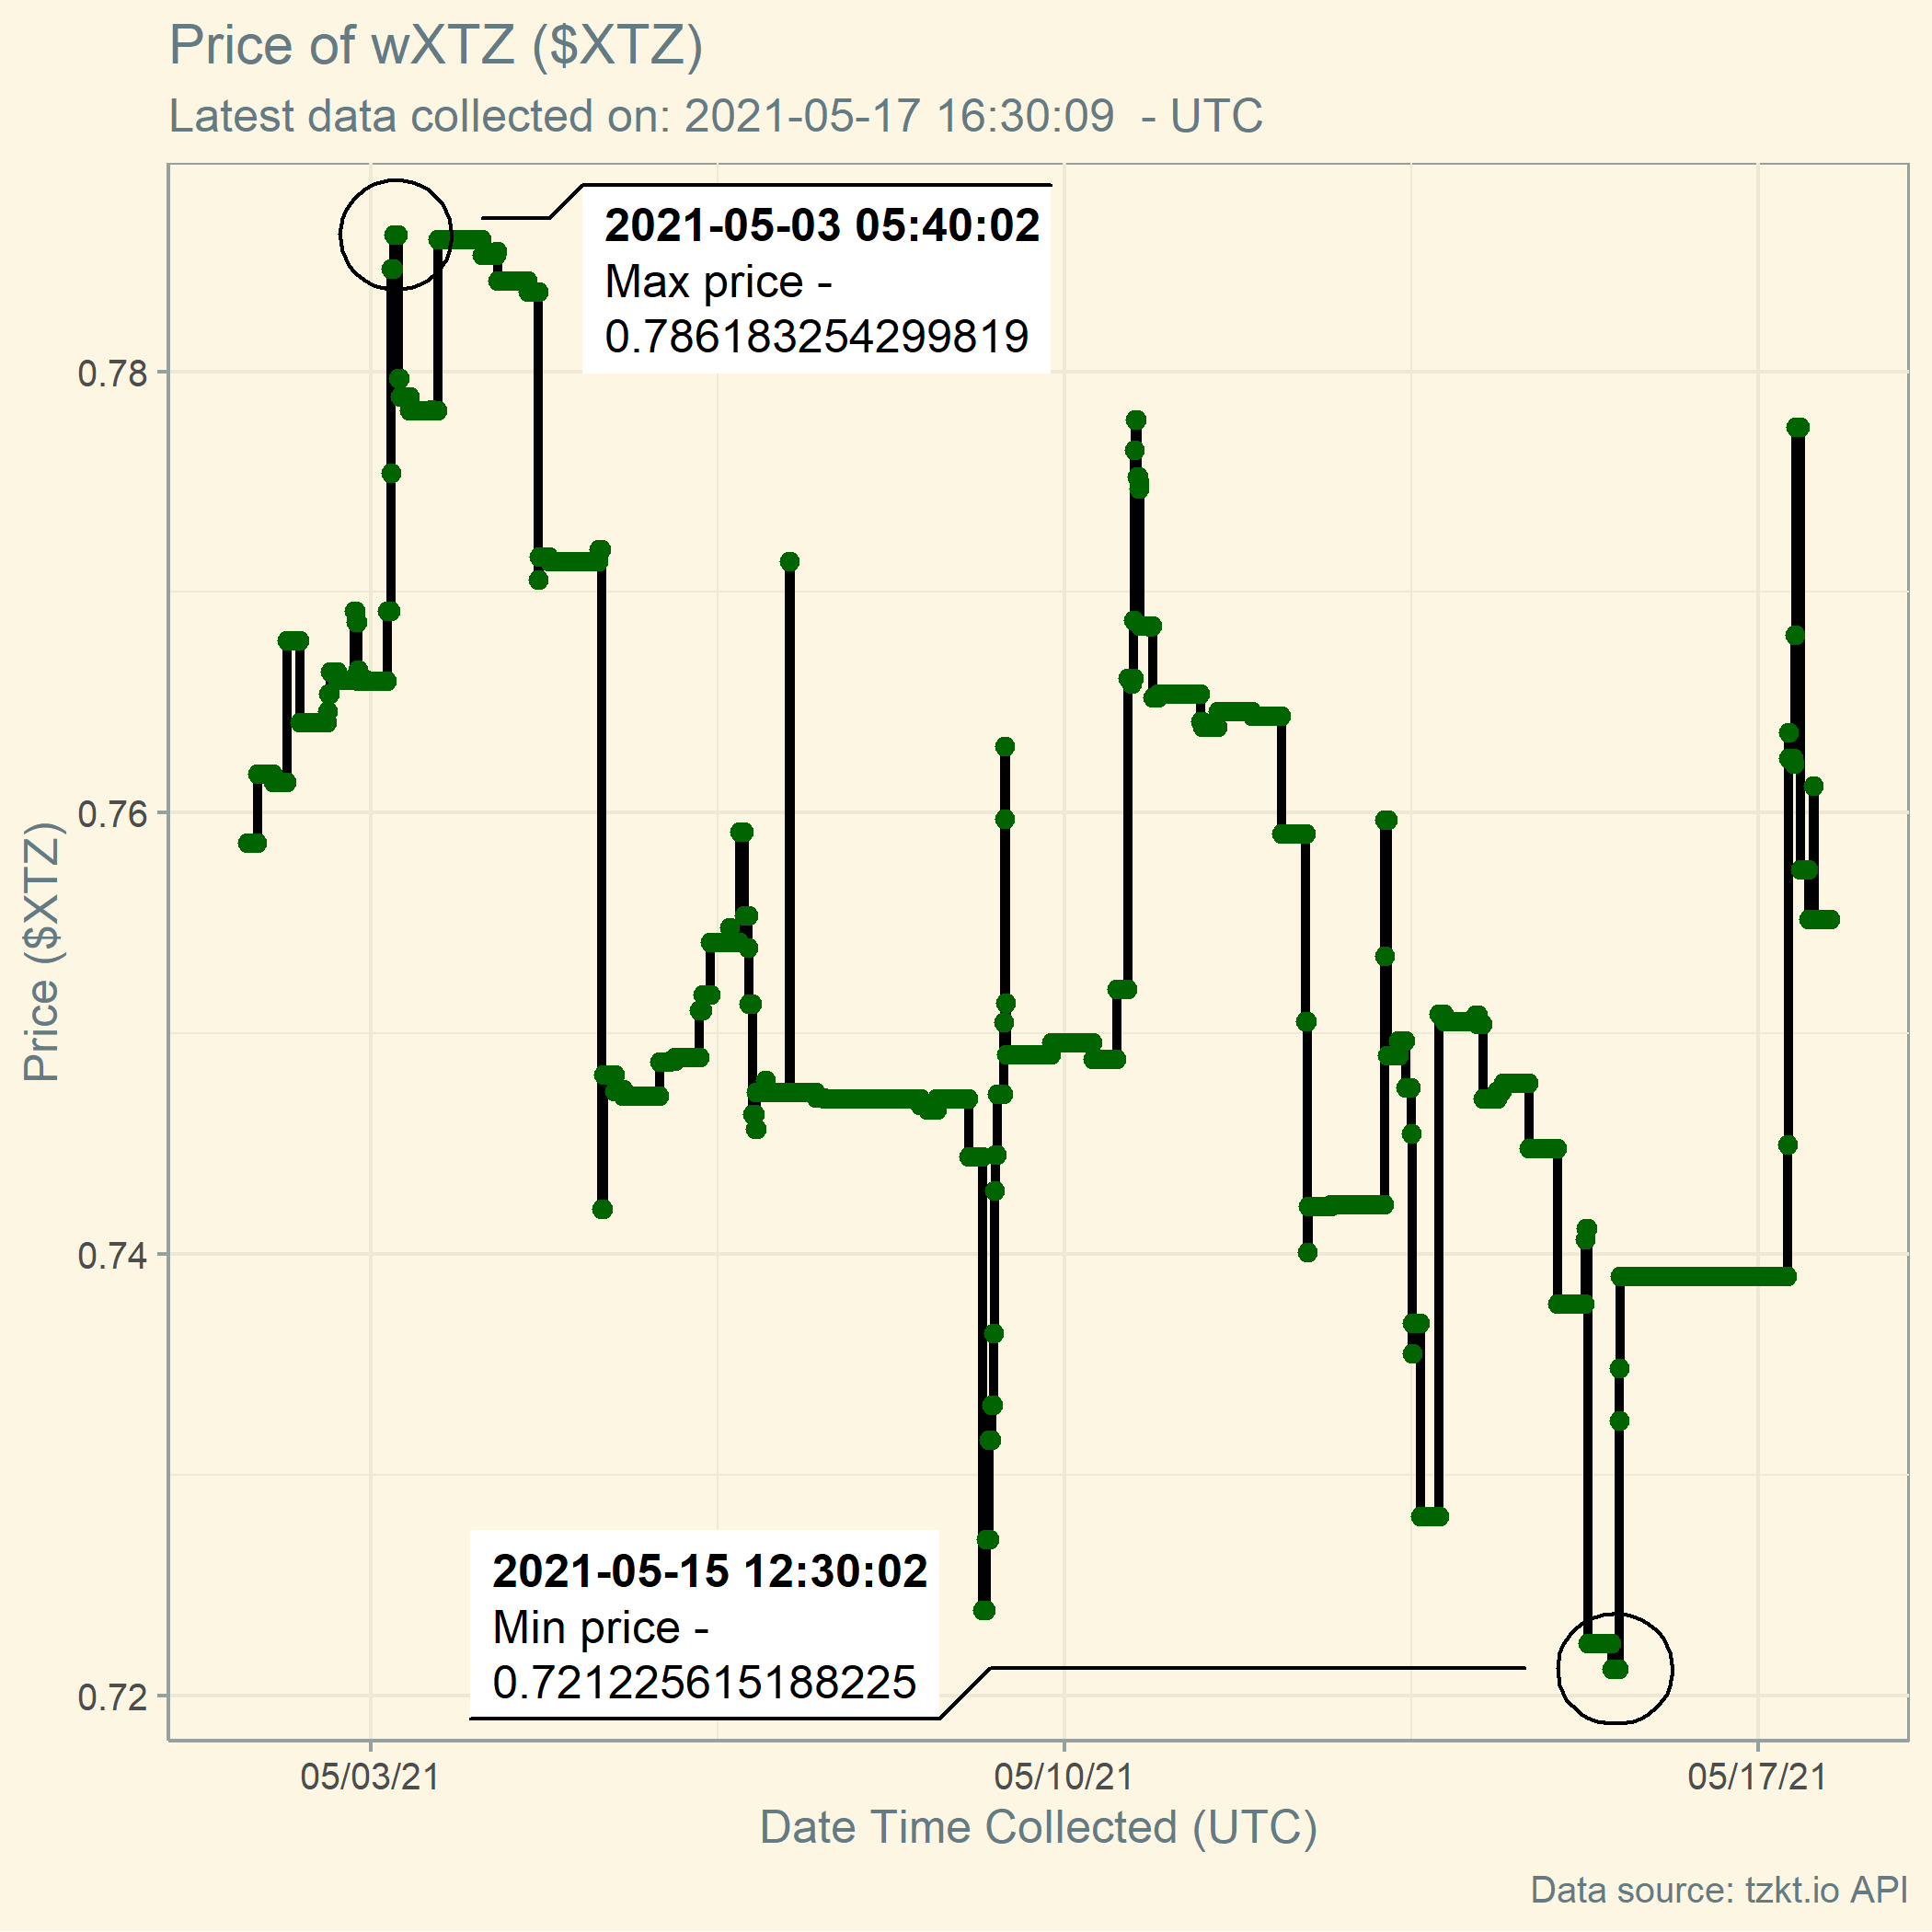 Price of wXTZ ($XTZ)
Latest data collected on: 2021-05-17 16:30:09  - UTC
2021-05-03 05:40:02
Max price -
0.786183254299819
0.78
0.76
0.74
0.72
Price ($XTZ)
2021-05-15 12:30:02
Min price -
0.721225615188225
05/03/21
05/10/21
05/17/21
Date Time Collected (UTC)
Data source: tzkt.io API